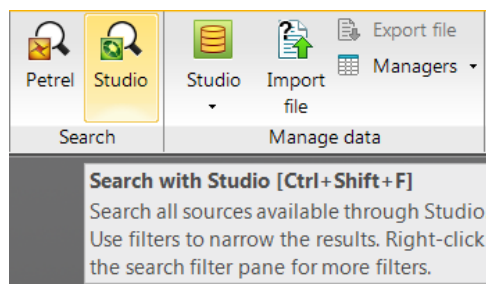 Petrel
Studio
Studio
Import
file
Export file
Managers
Search
Manage data
Search with Studio [Ctrl+Shift+F]
Search all sources available through Studio
Use filters to narrow the results. Right-click
the search filter pane for more filters.